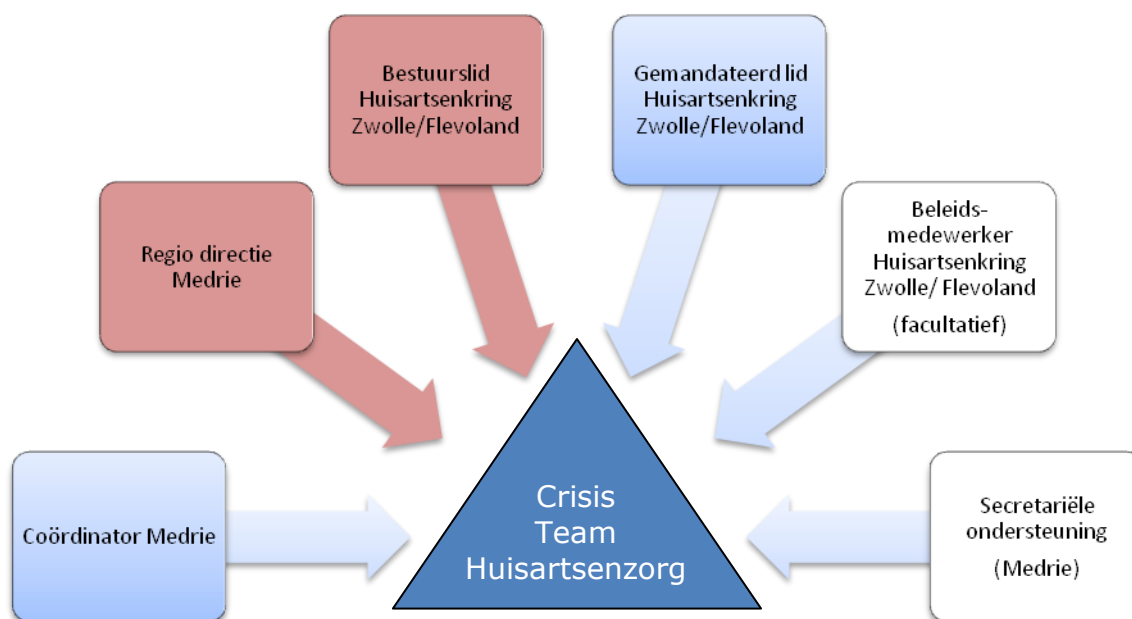 Bestuurslid
Huisartsenkring
Zwolle/Flevoland
Gemandateerd lid
Huisartsenkring
Zwolle/Flevoland
Regio directie
Medrie
Beleids-
medewerker
Huisartsenkring
Zwolle/ Flevoland
(facultatief)
Coördinator Medrie
Crisis
Team
Huisartsenzorg
Secretariële
ondersteuning
(Medrie)